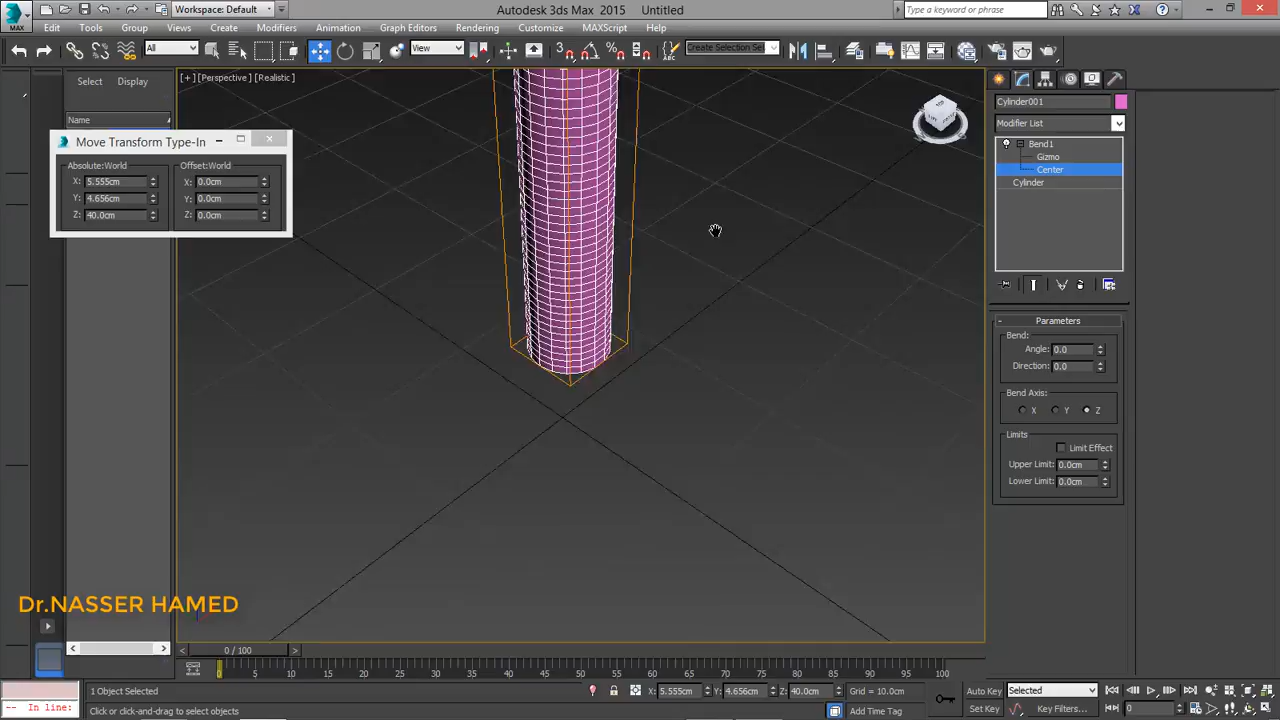 MAX
Workspace: Default
Autodesk 3ds Max 2015 Untitled
Type a keyword or phrase
Edit Tools Group Views Create Modifiers Animation Graph Editors Rendering Customize MAXScript Help
All
View
Create Selection Set
Select Display
[+] [Perspective] [Realistic]
Name
Move Transform Type-In
Absolute:World Offset:World
X: 5.555cm X: 0.0cm
Y: 4.656cm Y: 0.0cm
Z: 40.0cm Z: 0.0cm
Cylinder001
Modifier List
Bend1
Gizmo
Center
Cylinder
- Parameters
Bend:
Angle: 0.0
Direction: 0.0
Bend Axis:
X Y Z
Limits
Limit Effect
Upper Limit: 0.0cm
Lower Limit: 0.0cm
Dr.NASSER HAMED
0 / 100
0 5 10 15 20 25 30 35 40 45 50 55 60 65 70 75 80 85 90 95 100
1 Object Selected X: 5.555cm Y: 4.656cm Z: 40.0cm Grid = 10.0cm Auto Key Selected
-- In line: Click or click-and-drag to select objects Add Time Tag Set Key Key Filters... 0